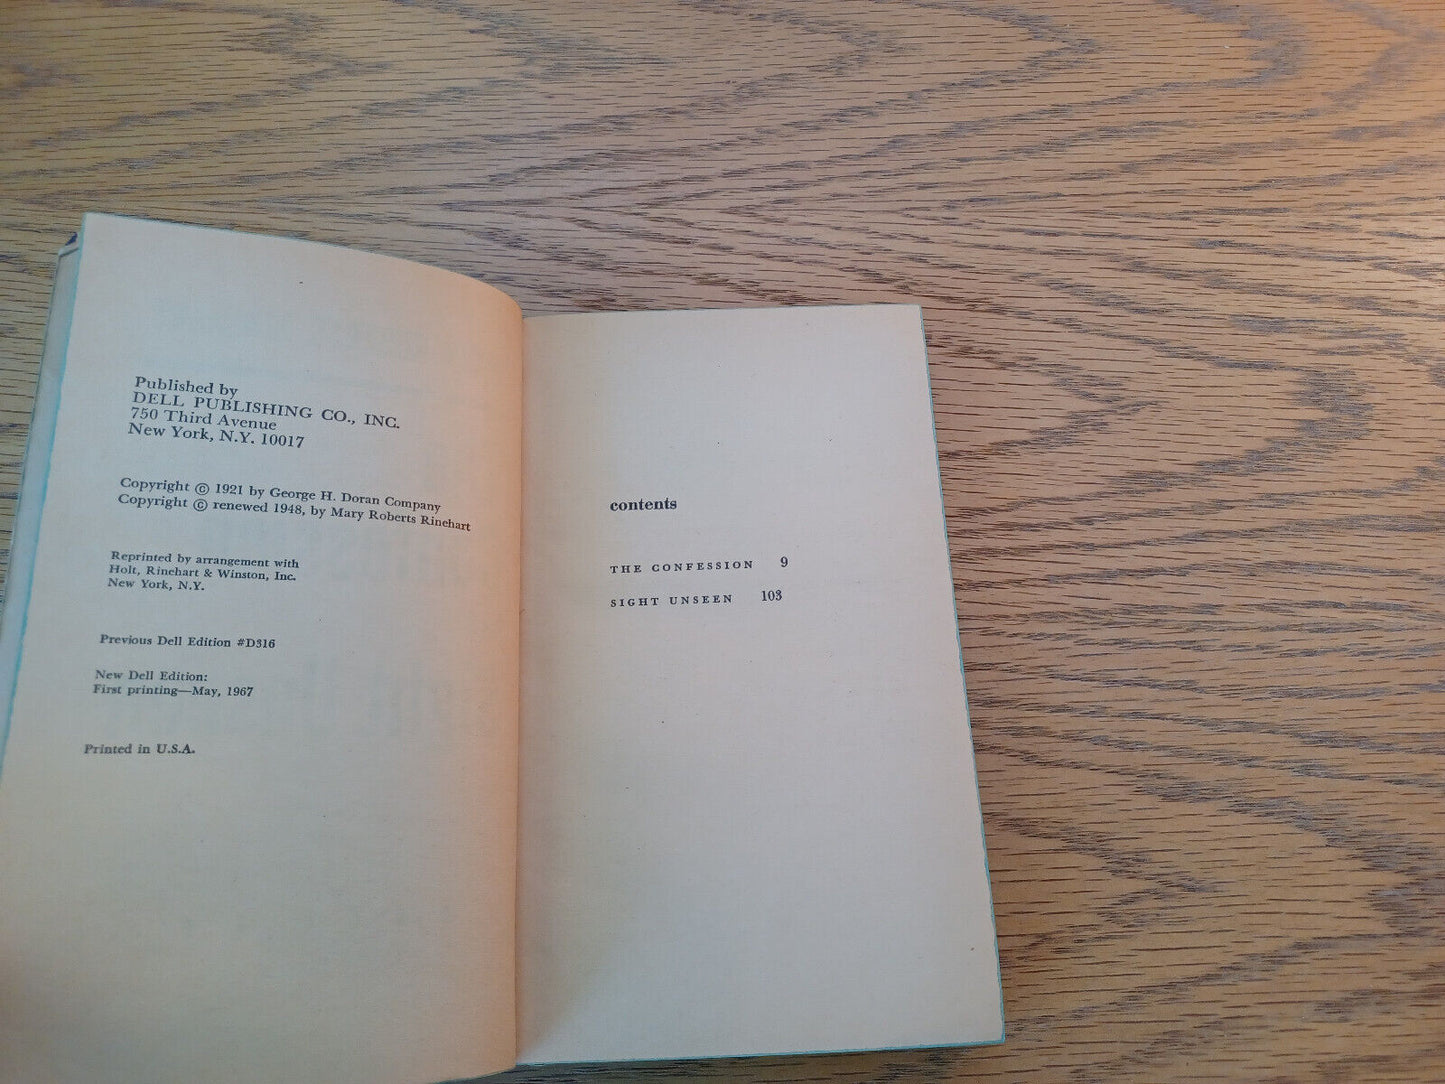 Published by
DELL PUBLISHING CO., INC.
750 Third Avenue
New York, N.Y. 10017
Copyright © 1921 by George H. Doran Company
Copyright © renewed 1948, by Mary Roberts Rinehart
Reprinted by arrangement with
Holt, Rinehart & Winston, Inc.
New York, N.Y.
Previous Dell Edition #D316
New Dell Edition:
First printing—May, 1967
Printed in U.S.A.
contents
THE CONFESSION 9
SIGHT UNSEEN 103